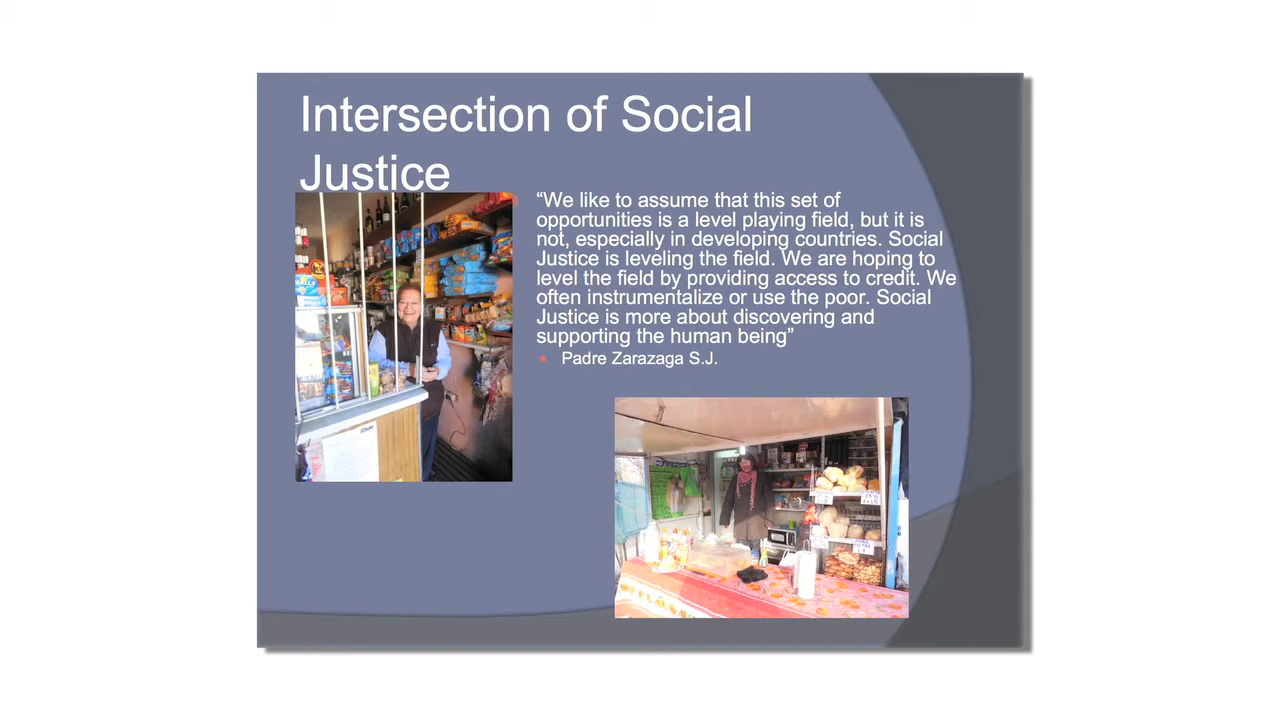 Intersection of Social
Justice
“We like to assume that this set of
opportunities is a level playing field, but it is
not, especially in developing countries. Social
Justice is leveling the field. We are hoping to
level the field by providing access to credit. We
often instrumentalize or use the poor. Social
Justice is more about discovering and
supporting the human being”
Padre Zarazaga S.J.